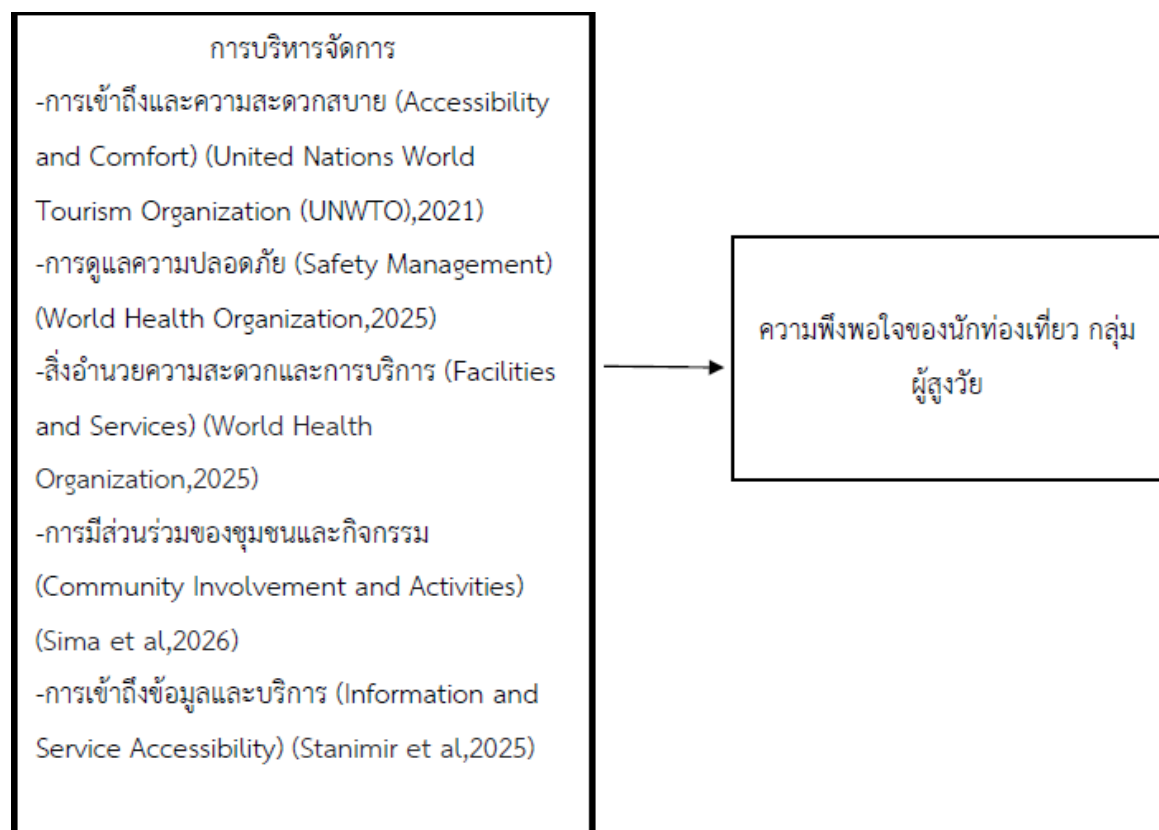 การบริหารจัดการ
-การเข้าถึงและความสะดวกสบาย (Accessibility
and Comfort) (United Nations World
Tourism Organization (UNWTO),2021)
-การดูแลความปลอดภัย (Safety Management)
(World Health Organization,2025)
-สิ่งอำนวยความสะดวกและการบริการ (Facilities
and Services) (World Health
Organization,2025)
-การมีส่วนร่วมของชุมชนและกิจกรรม
(Community Involvement and Activities)
(Sima et al,2026)
-การเข้าถึงข้อมูลและบริการ (Information and
Service Accessibility) (Stanimir et al,2025)
ความพึงพอใจของนักท่องเที่ยว กลุ่ม
ผู้สูงวัย